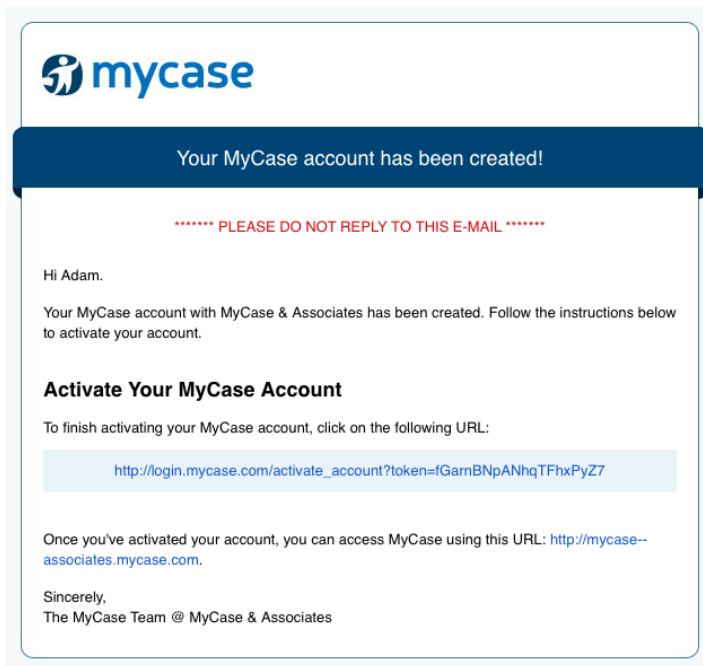 mycase
Your MyCase account has been created!
******* PLEASE DO NOT REPLY TO THIS E-MAIL *******
Hi Adam.
Your MyCase account with MyCase & Associates has been created. Follow the instructions below
to activate your account.
Activate Your MyCase Account
To finish activating your MyCase account, click on the following URL:
http://login.mycase.com/activate_account?token=fGarnBNpANhqTFhxPyZ7
Once you've activated your account, you can access MyCase using this URL: http://mycase--
associates.mycase.com.
Sincerely,
The MyCase Team @ MyCase & Associates